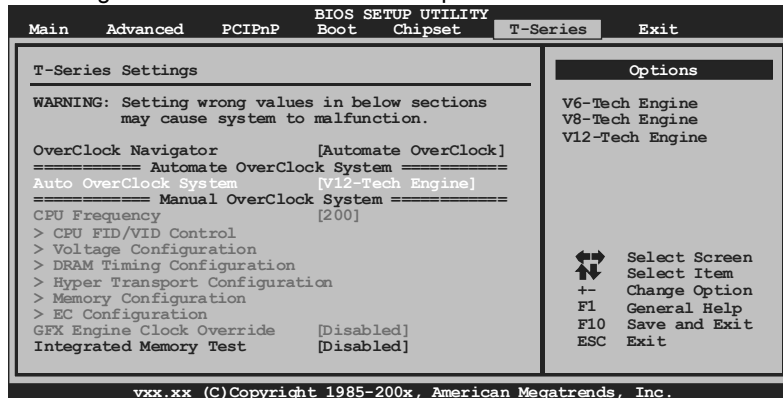 BIOS SETUP UTILITY
Main Advanced PCIPnP Boot Chipset T-Series Exit
T-Series Settings
WARNING: Setting wrong values in below sections
may cause system to malfunction.
OverClock Navigator [Automate OverClock]
=========== Automate OverClock System ===========
Auto OverClock System [V12-Tech Engine]
============ Manual OverClock System ============
CPU Frequency [200]
> CPU FID/VID Control
> Voltage Configuration
> DRAM Timing Configuration
> Hyper Transport Configuration
> Memory Configuration
> EC Configuration
GFX Engine Clock Override [Disabled]
Integrated Memory Test [Disabled]
Options
V6-Tech Engine
V8-Tech Engine
V12-Tech Engine
Select Screen
Select Item
+- Change Option
F1 General Help
F10 Save and Exit
ESC Exit
vxx.xx (C)Copyright 1985-200x, American Megatrends, Inc.